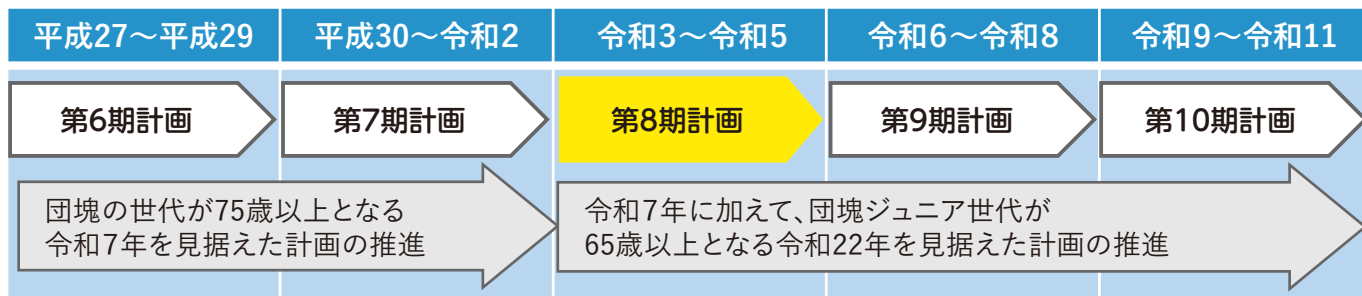 平成27～平成29
平成30～令和2
令和3～令和5
令和6～令和8
令和9～令和11
第6期計画
第7期計画
第8期計画
第9期計画
第10期計画
団塊の世代が75歳以上となる
令和7年を見据えた計画の推進
令和7年に加えて、団塊ジュニア世代が
65歳以上となる令和22年を見据えた計画の推進